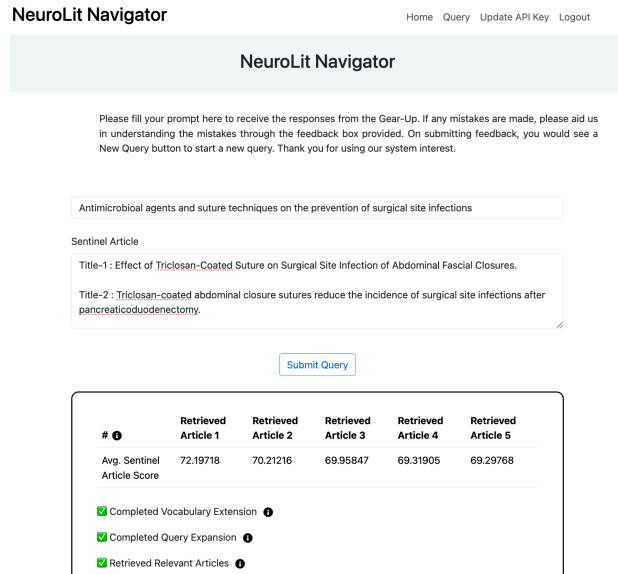 NeuroLit Navigator
Home Query Update API Key Logout
NeuroLit Navigator
Please fill your prompt here to receive the responses from the Gear-Up. If any mistakes are made, please aid us
in understanding the mistakes through the feedback box provided. On submitting feedback, you would see a
New Query button to start a new query. Thank you for using our system interest.
Antimicrobioal agents and suture techniques on the prevention of surgical site infections
Sentinel Article
Title-1 : Effect of Triclosan-Coated Suture on Surgical Site Infection of Abdominal Fascial Closures.
Title-2 : Triclosan-coated abdominal closure sutures reduce the incidence of surgical site infections after
pancreaticoduodenectomy.
Submit Query
# Retrieved Article 1 Retrieved Article 2 Retrieved Article 3 Retrieved Article 4 Retrieved Article 5
Avg. Sentinel Article Score 72.19718 70.21216 69.95847 69.31905 69.29768
Completed Vocabulary Extension
Completed Query Expansion
Retrieved Relevant Articles